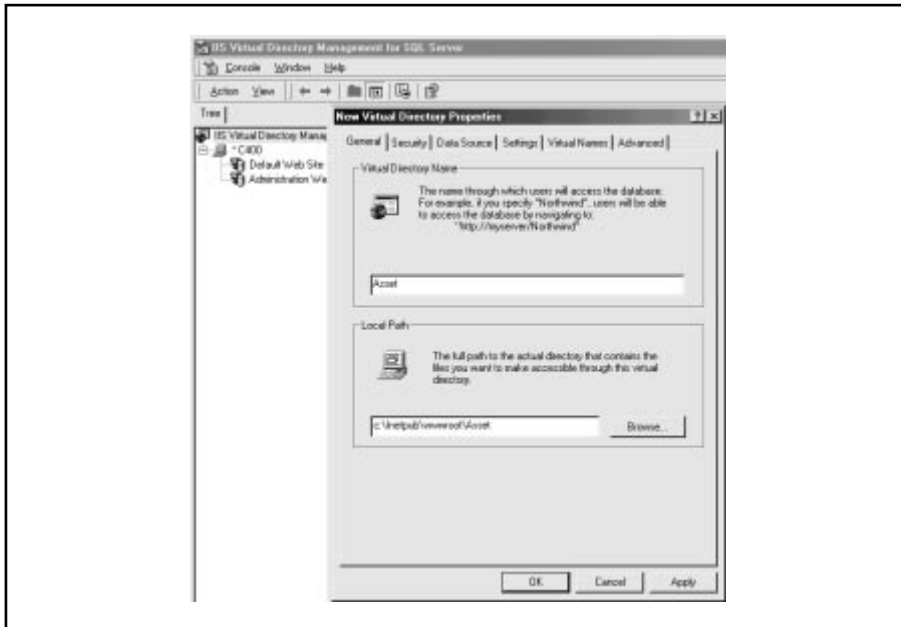 IIS Virtual Directory Management for SQL Server
Console Window Help
Action View
Tree
New Virtual Directory Properties
IIS Virtual Directory Manag
* C400
Default Web Site
Administration We
General Security Data Source Settings Virtual Names Advanced
Virtual Directory Name
The name through which users will access the database.
For example, if you specify "Northwind", users will be able
to access the database by navigating to:
"http://myserver/Northwind"
Asset
Local Path
The full path to the actual directory that contains the
files you want to make accessible through this virtual
directory.
c:\Inetpub\wwwroot\Asset
Browse...
OK Cancel Apply